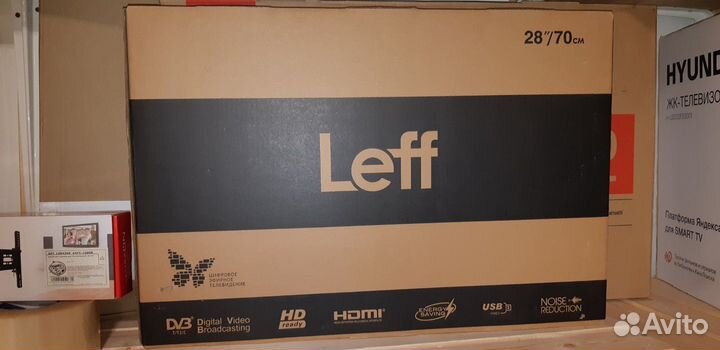 28"/70см
Leff
ЦИФРОВОЕ
ЭФИРНОЕ
ТЕЛЕВИДЕНИЕ
DVB Digital Video
Broadcasting
HD
ready
HDMI
ENERGY
SAVING
USB
NOISE
REDUCTION
HYUND
ЖК-ТЕЛЕВИЗО
Платформа Яндекса
для SMART TV
Avito